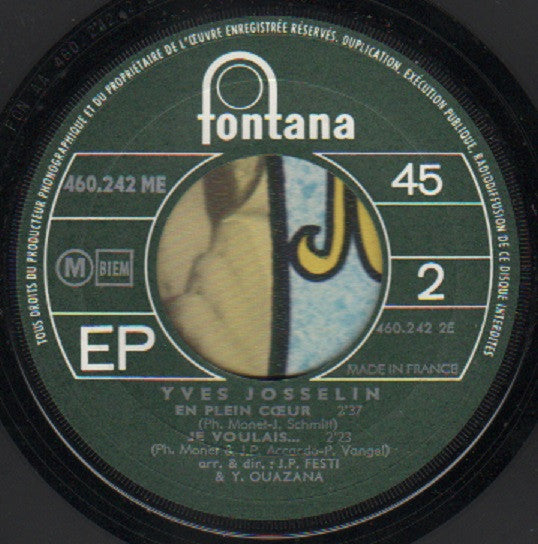 TOUS DROITS DU PRODUCTEUR PHONOGRAPHIQUE ET DU PROPRIÉTAIRE DE L'ŒUVRE ENREGISTRÉE RÉSERVÉS. DUPLICATION, EXÉCUTION PUBLIQUE, RADIODIFFUSION DE CE DISQUE INTERDITES
fontana
460.242 ME
45
M BIEM
2
460.242 2E
EP
MADE IN FRANCE
YVES JOSSELIN
EN PLEIN CŒUR 2'37
(Ph. Monet-J. Schmitt)
JE VOULAIS... 2'23
(Ph. Monet & J.P. Accardo-P. Vangel)
arr. & dir. : J.P. FESTI
& Y. OUAZANA